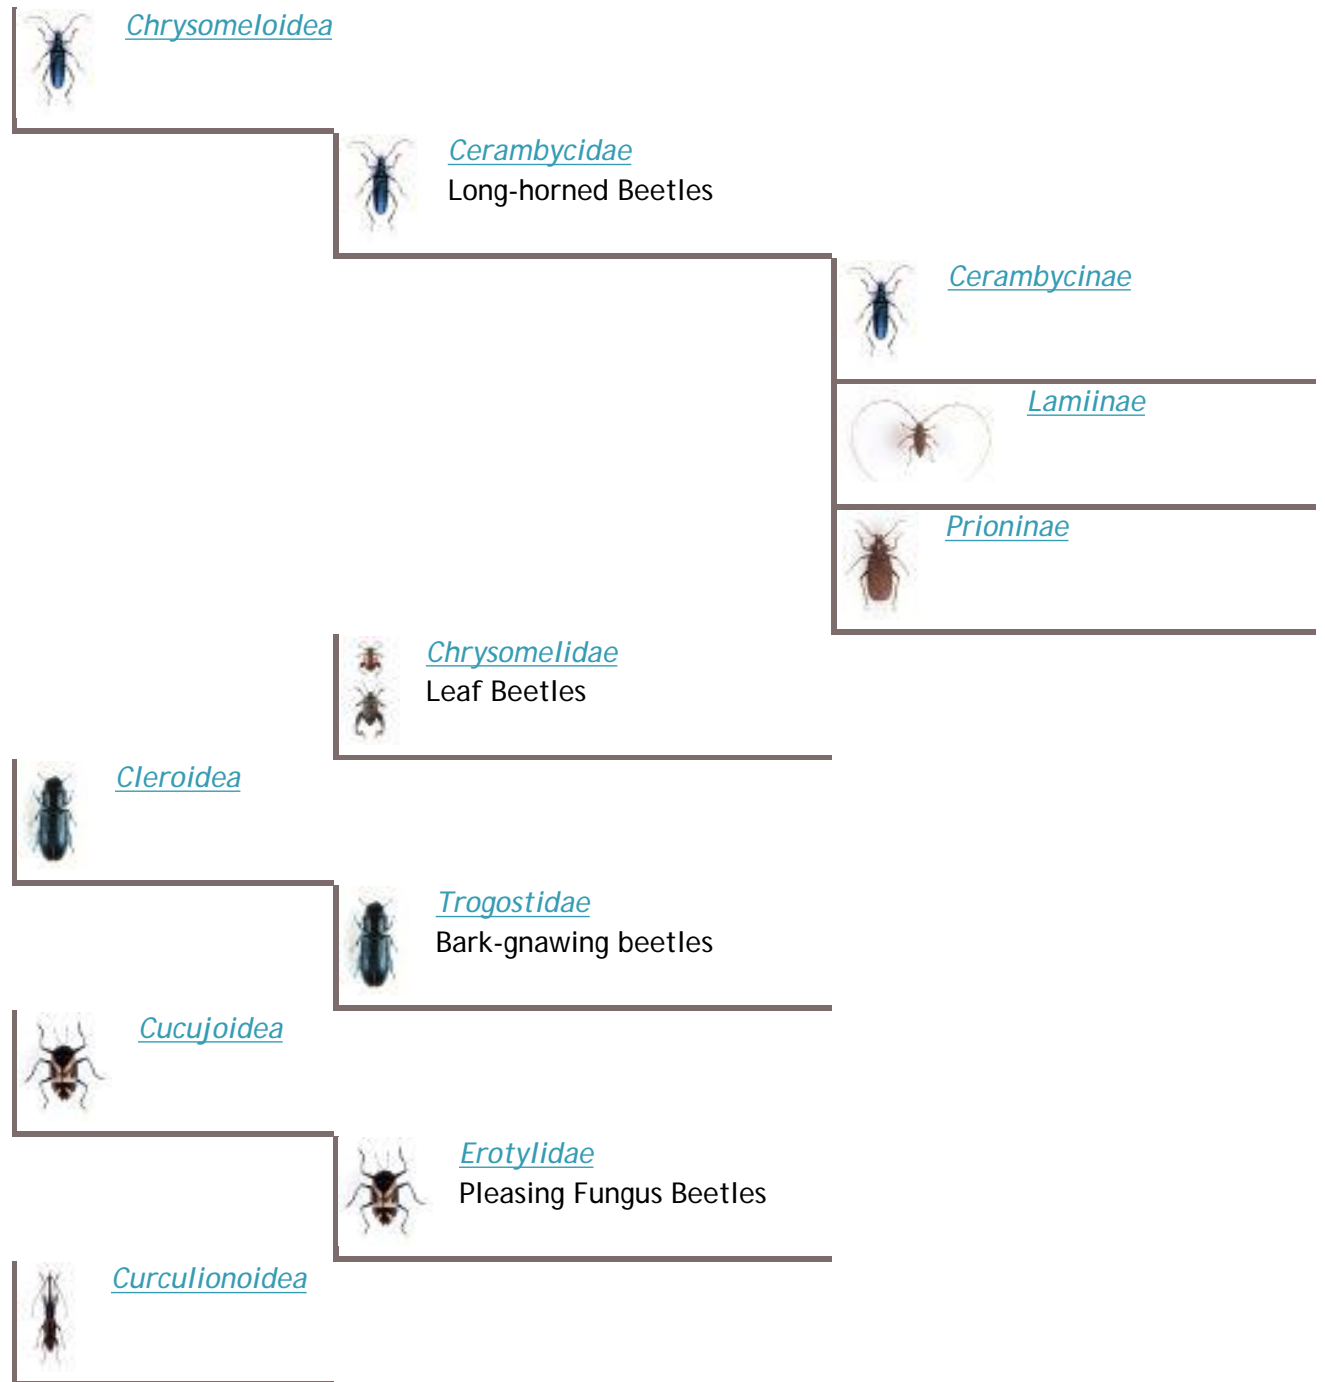 Chrysomeloidea
Cerambycidae
Long-horned Beetles
Cerambycinae
Lamiinae
Prioninae
Chrysomelidae
Leaf Beetles
Cleroidea
Trogostidae
Bark-gnawing beetles
Cucujoidea
Erotylidae
Pleasing Fungus Beetles
Curculionoidea